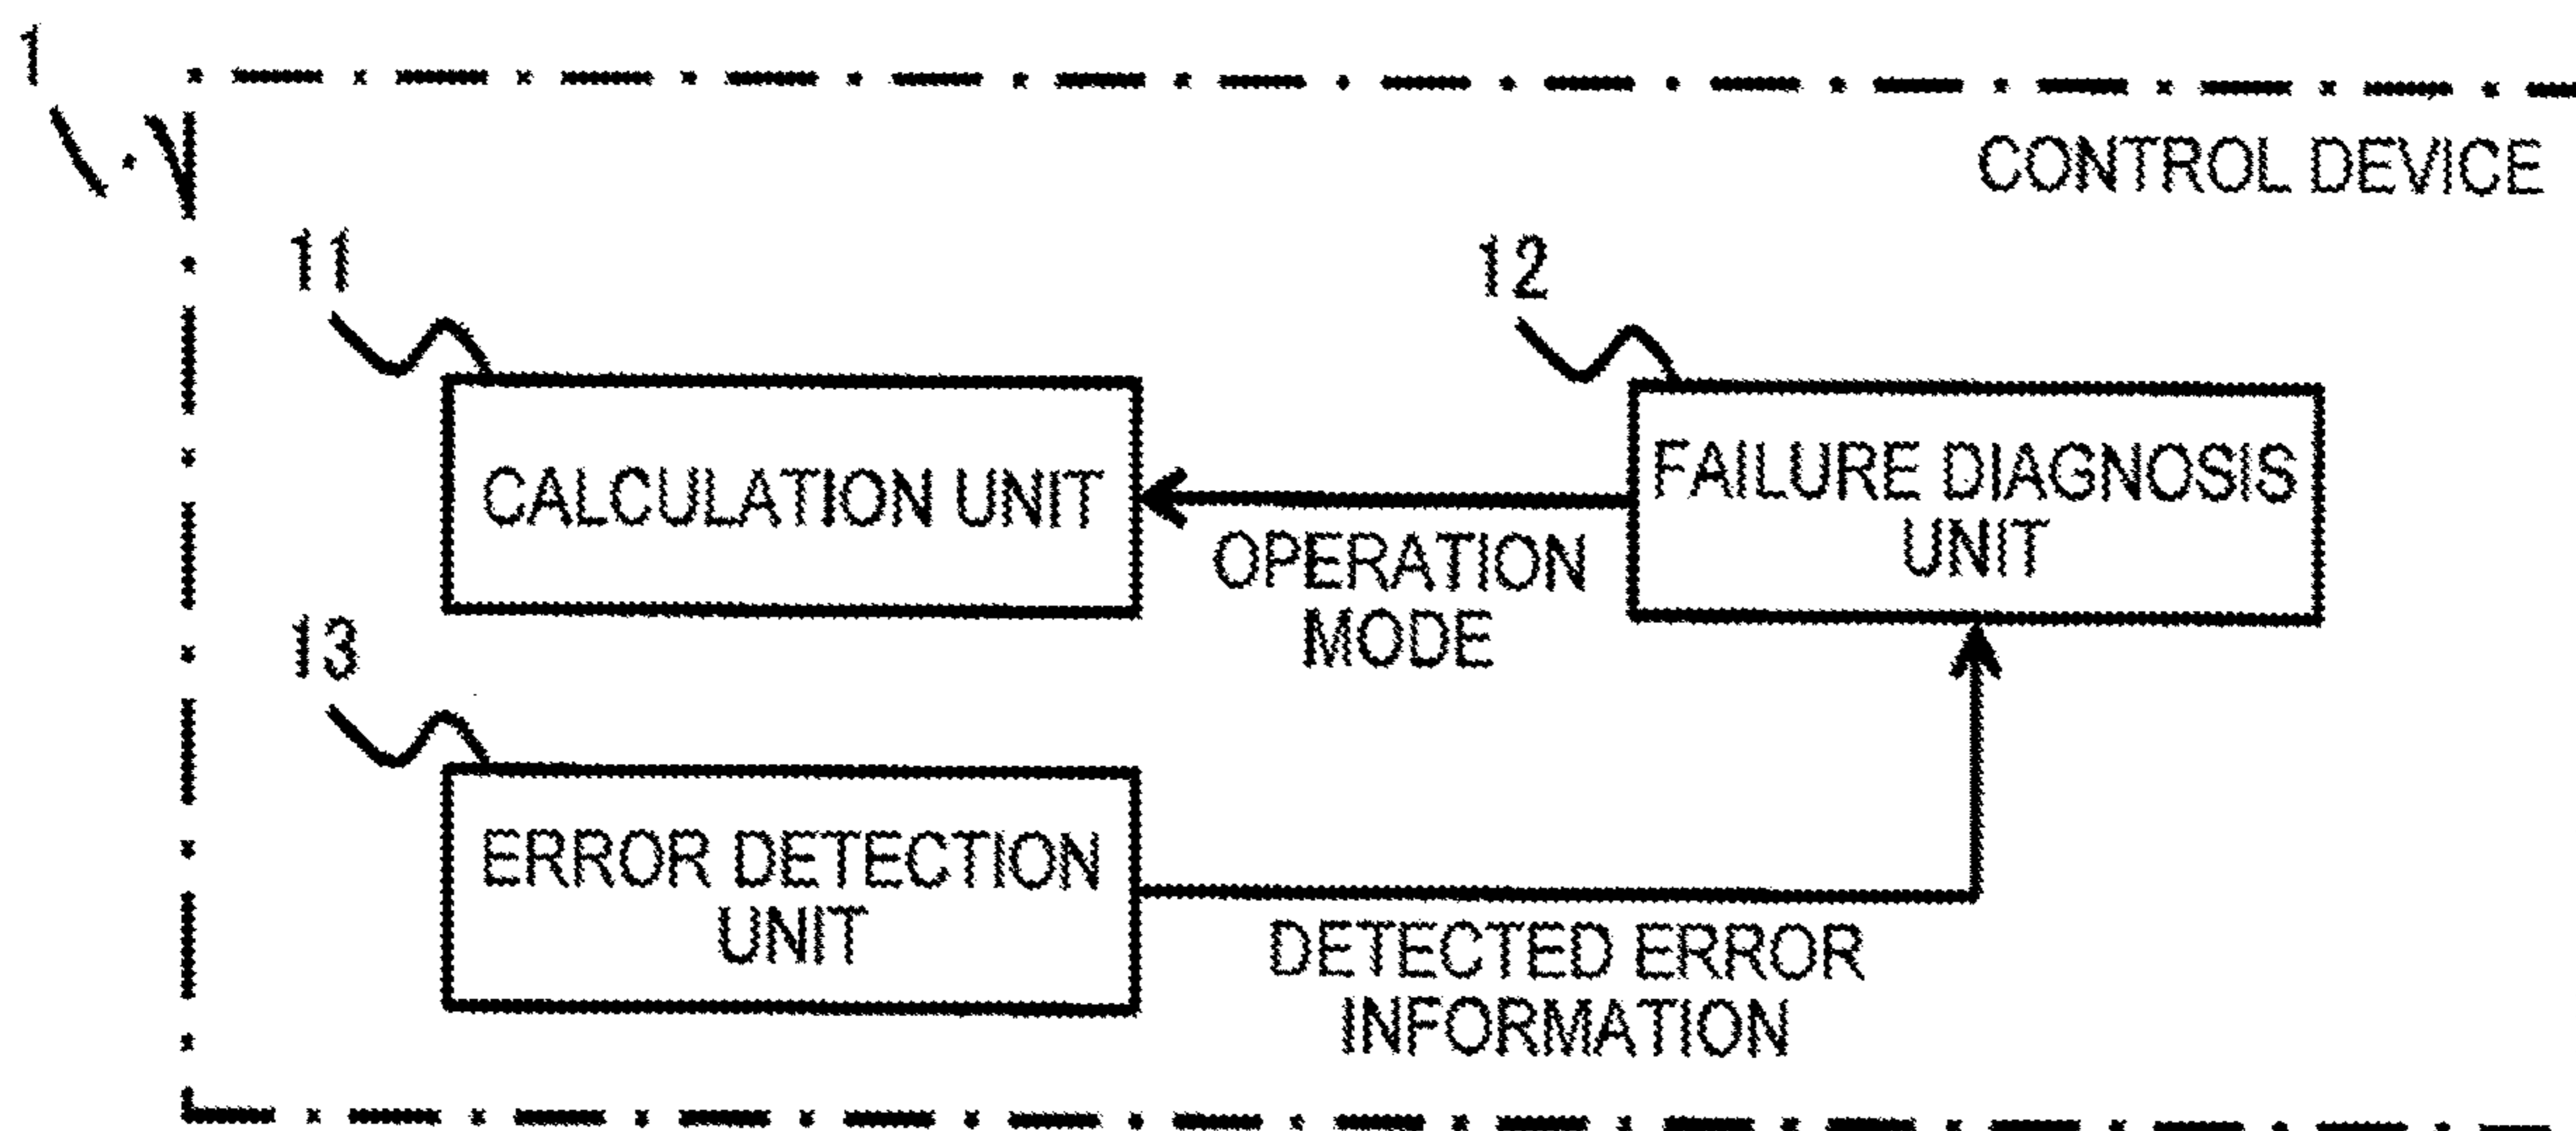 1
CONTROL DEVICE
11
12
CALCULATION UNIT
FAILURE DIAGNOSIS
UNIT
OPERATION
MODE
13
ERROR DETECTION
UNIT
DETECTED ERROR
INFORMATION